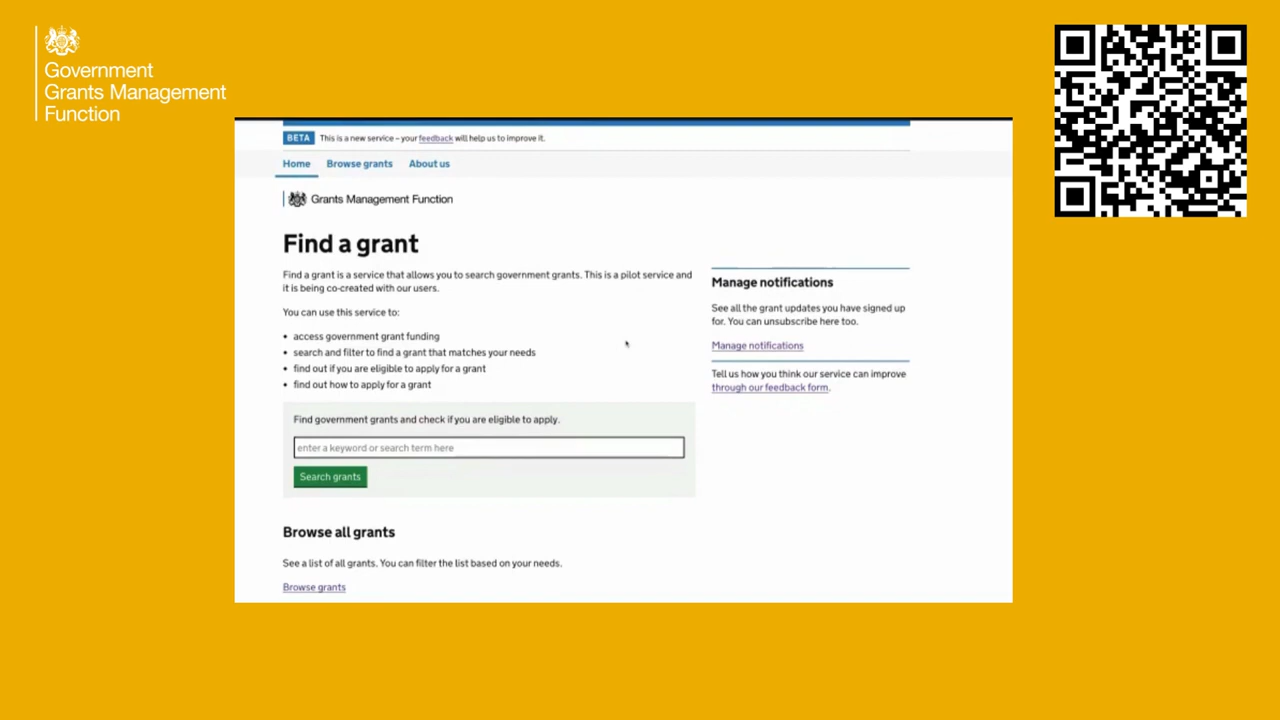 Government
Grants Management
Function
BETA This is a new service – your feedback will help us to improve it.
Home Browse grants About us
Grants Management Function
Find a grant
Find a grant is a service that allows you to search government grants. This is a pilot service and
it is being co-created with our users.
You can use this service to:
• access government grant funding
• search and filter to find a grant that matches your needs
• find out if you are eligible to apply for a grant
• find out how to apply for a grant
Find government grants and check if you are eligible to apply.
enter a keyword or search term here
Search grants
Browse all grants
See a list of all grants. You can filter the list based on your needs.
Browse grants
Manage notifications
See all the grant updates you have signed up
for. You can unsubscribe here too.
Manage notifications
Tell us how you think our service can improve
through our feedback form.